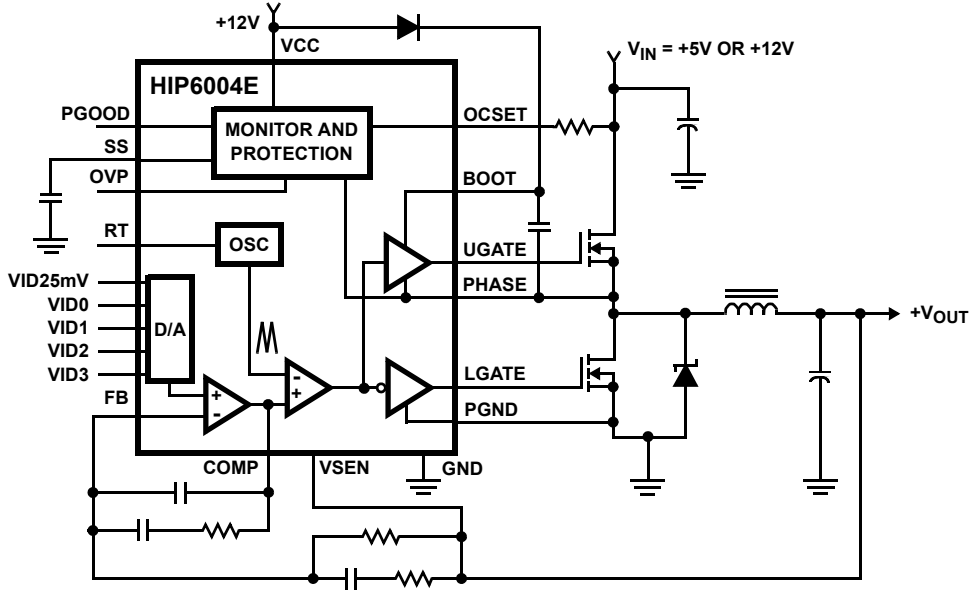 +12V
VCC
V_IN = +5V OR +12V
HIP6004E
PGOOD
MONITOR AND
PROTECTION
OCSET
SS
OVP
BOOT
RT
OSC
UGATE
PHASE
VID25mV
VID0
VID1
VID2
VID3
D/A
+V_OUT
-
+
LGATE
FB
+
-
PGND
COMP
VSEN
GND